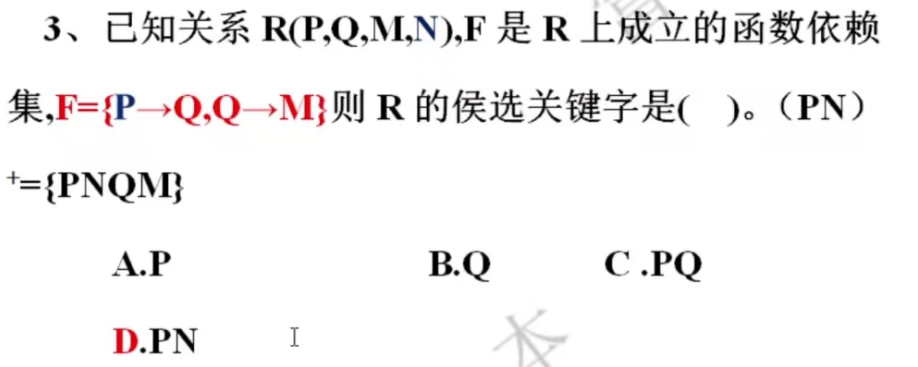 3、已知关系 R(P,Q,M,N),F 是 R 上成立的函数依赖
集,F={P→Q,Q→M}则 R 的侯选关键字是( )。（PN）
⁺={PNQM}
A.P B.Q C .PQ
D.PN
本